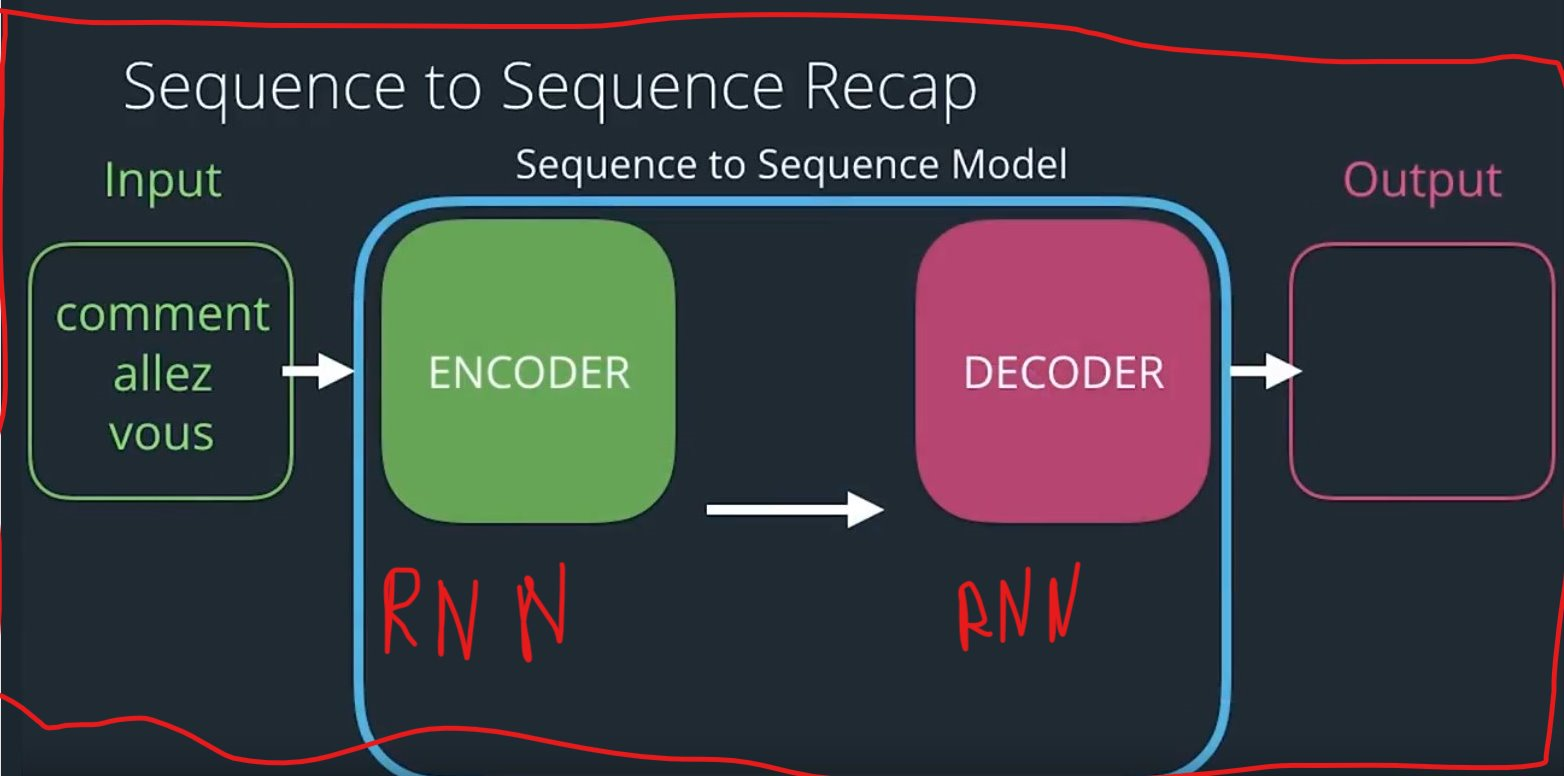 Sequence to Sequence Recap
Sequence to Sequence Model
Input
Output
comment
allez
vous
ENCODER
DECODER
RNN
RNN